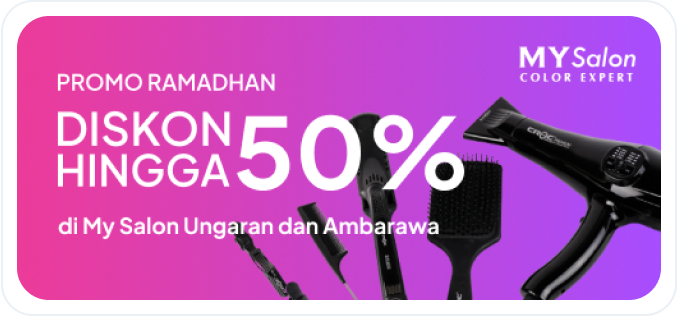 MY Salon
COLOR EXPERT
PROMO RAMADHAN
DISKON
HINGGA 50%
di My Salon Ungaran dan Ambarawa
CROC